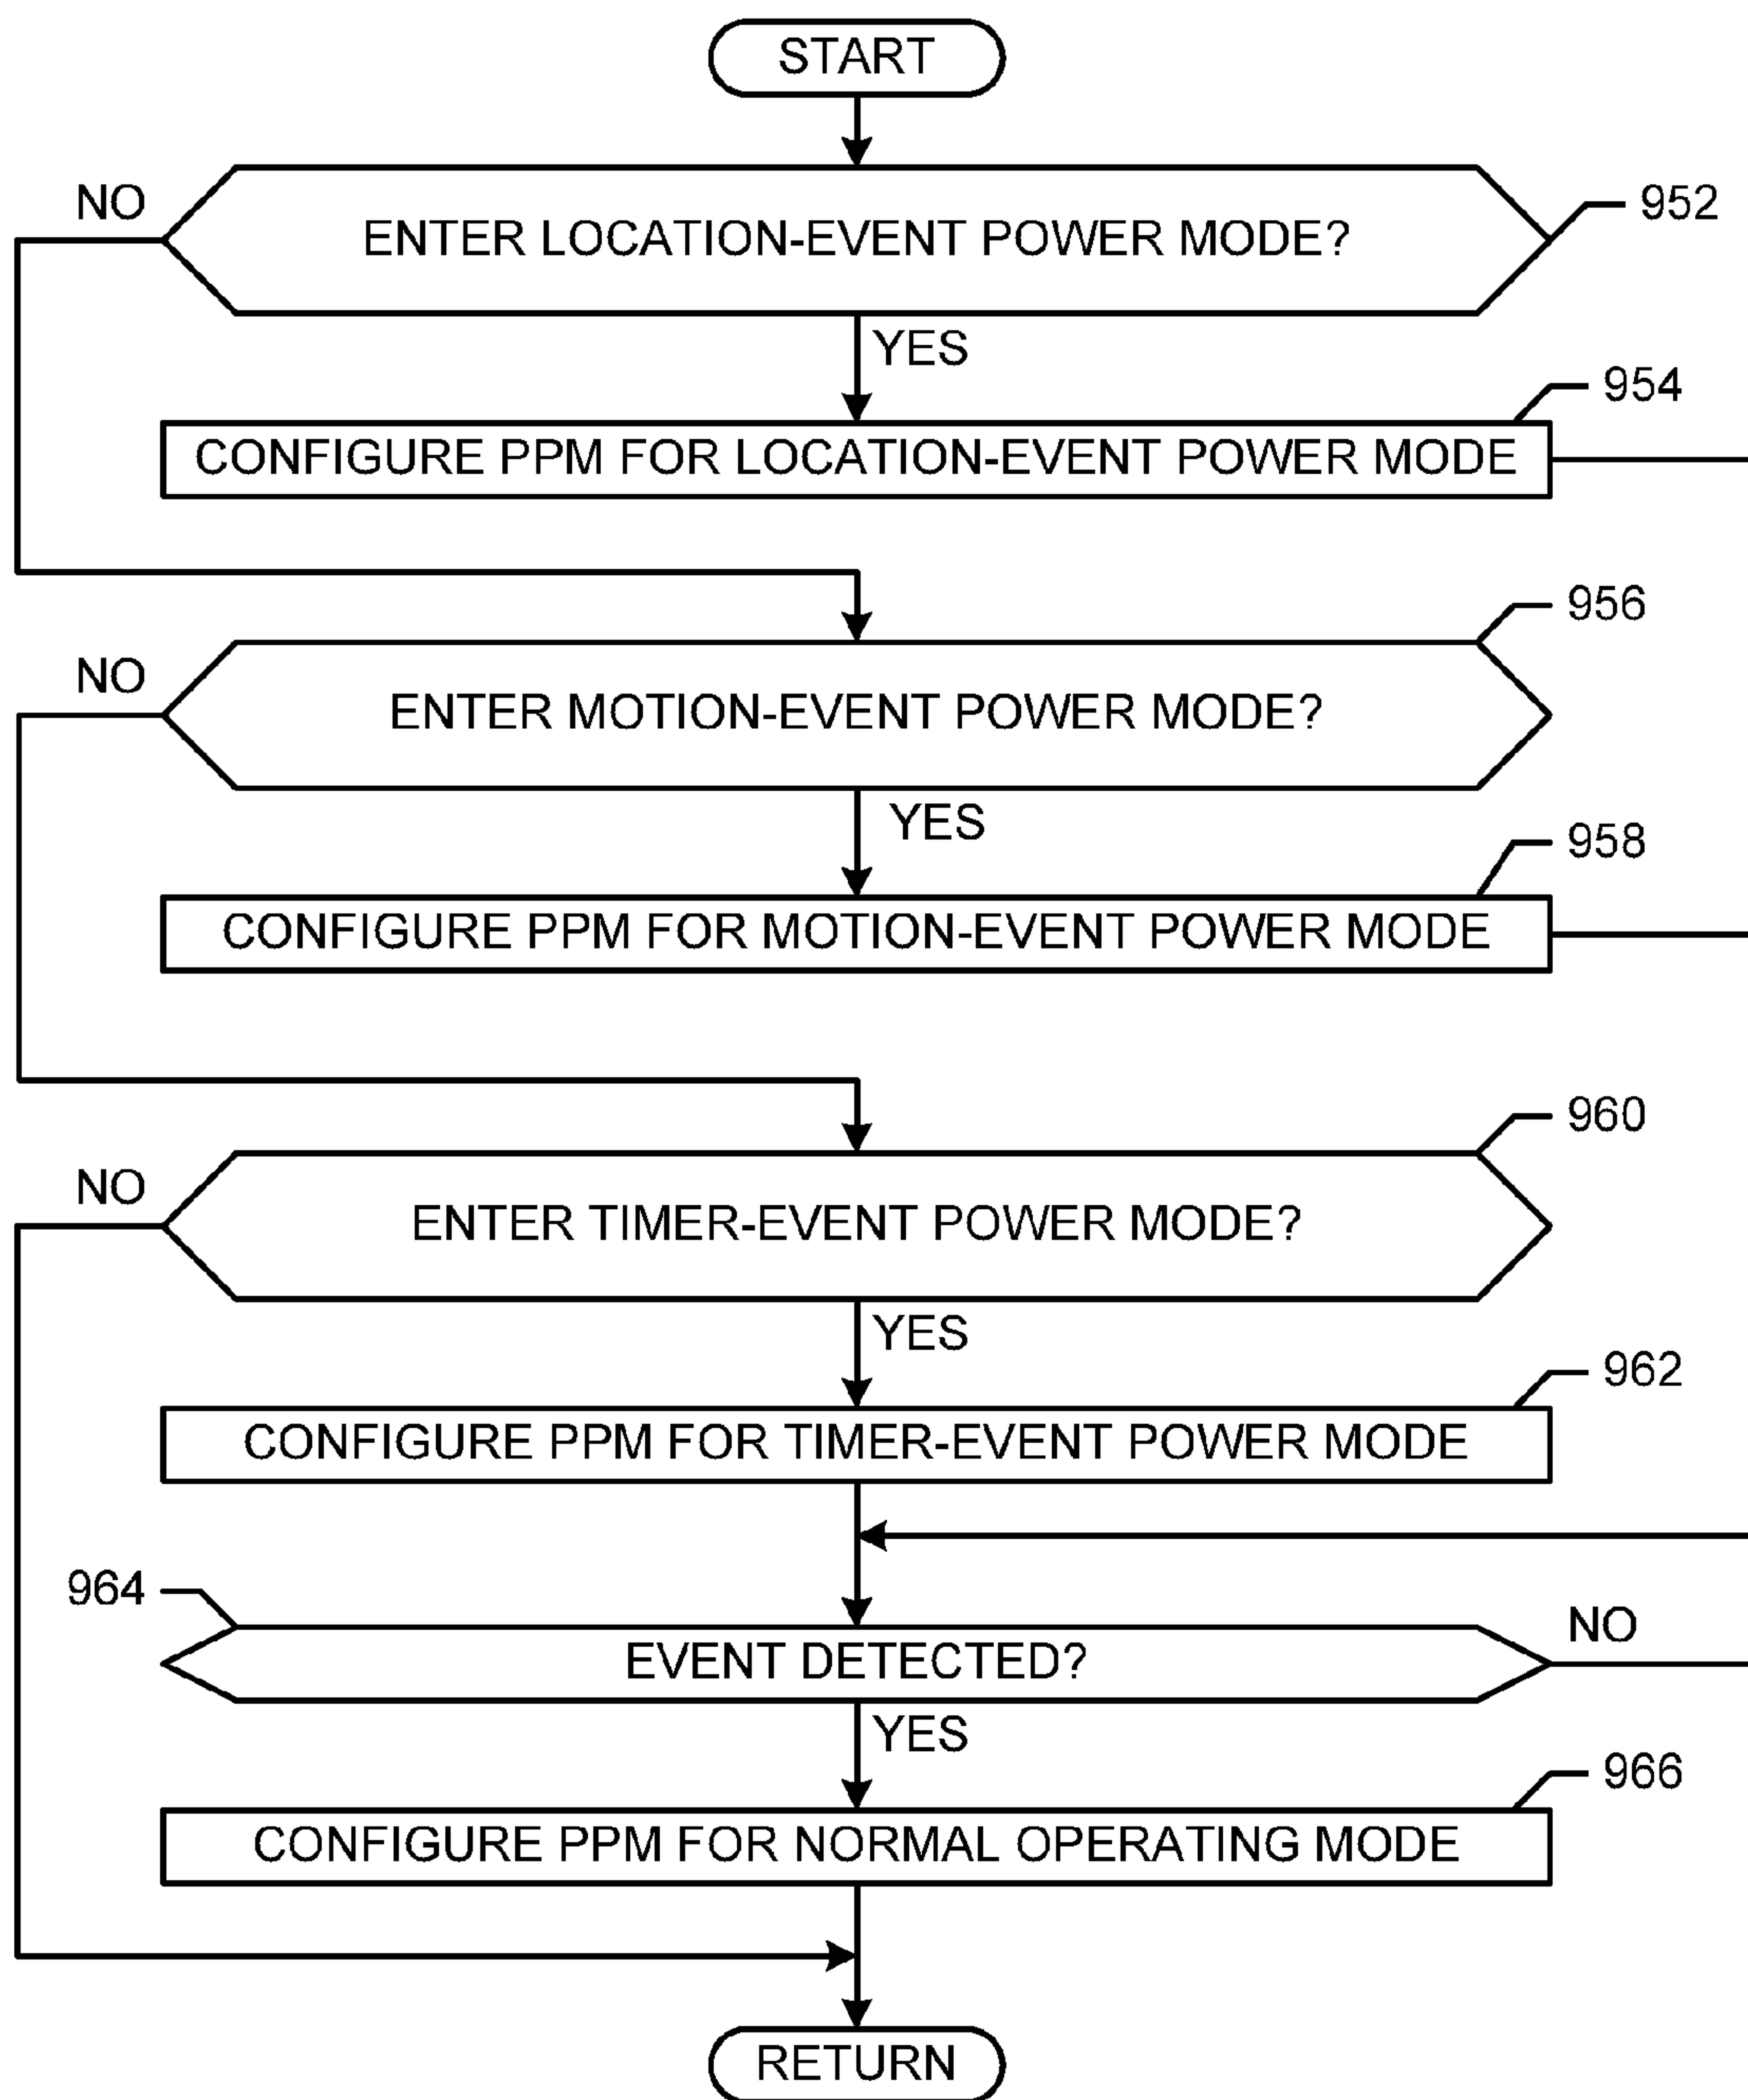 START
NO
ENTER LOCATION-EVENT POWER MODE?
952
YES
954
CONFIGURE PPM FOR LOCATION-EVENT POWER MODE
956
NO
ENTER MOTION-EVENT POWER MODE?
YES
958
CONFIGURE PPM FOR MOTION-EVENT POWER MODE
960
NO
ENTER TIMER-EVENT POWER MODE?
YES
962
CONFIGURE PPM FOR TIMER-EVENT POWER MODE
964
NO
EVENT DETECTED?
YES
966
CONFIGURE PPM FOR NORMAL OPERATING MODE
RETURN